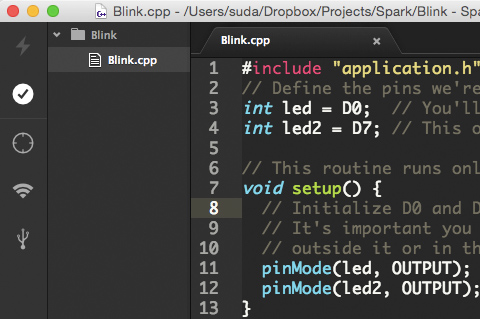 Blink.cpp - /Users/suda/Dropbox/Projects/Spark/Blink - Sp
Blink
Blink.cpp
Blink.cpp
1 #include "application.h"
2 // Define the pins we're
3 int led = D0;  // You'll
4 int led2 = D7; // This o
5
6 // This routine runs onl
7 void setup() {
8   // Initialize D0 and D
9   // It's important you
10   // outside it or in th
11   pinMode(led, OUTPUT);
12   pinMode(led2, OUTPUT);
13 }